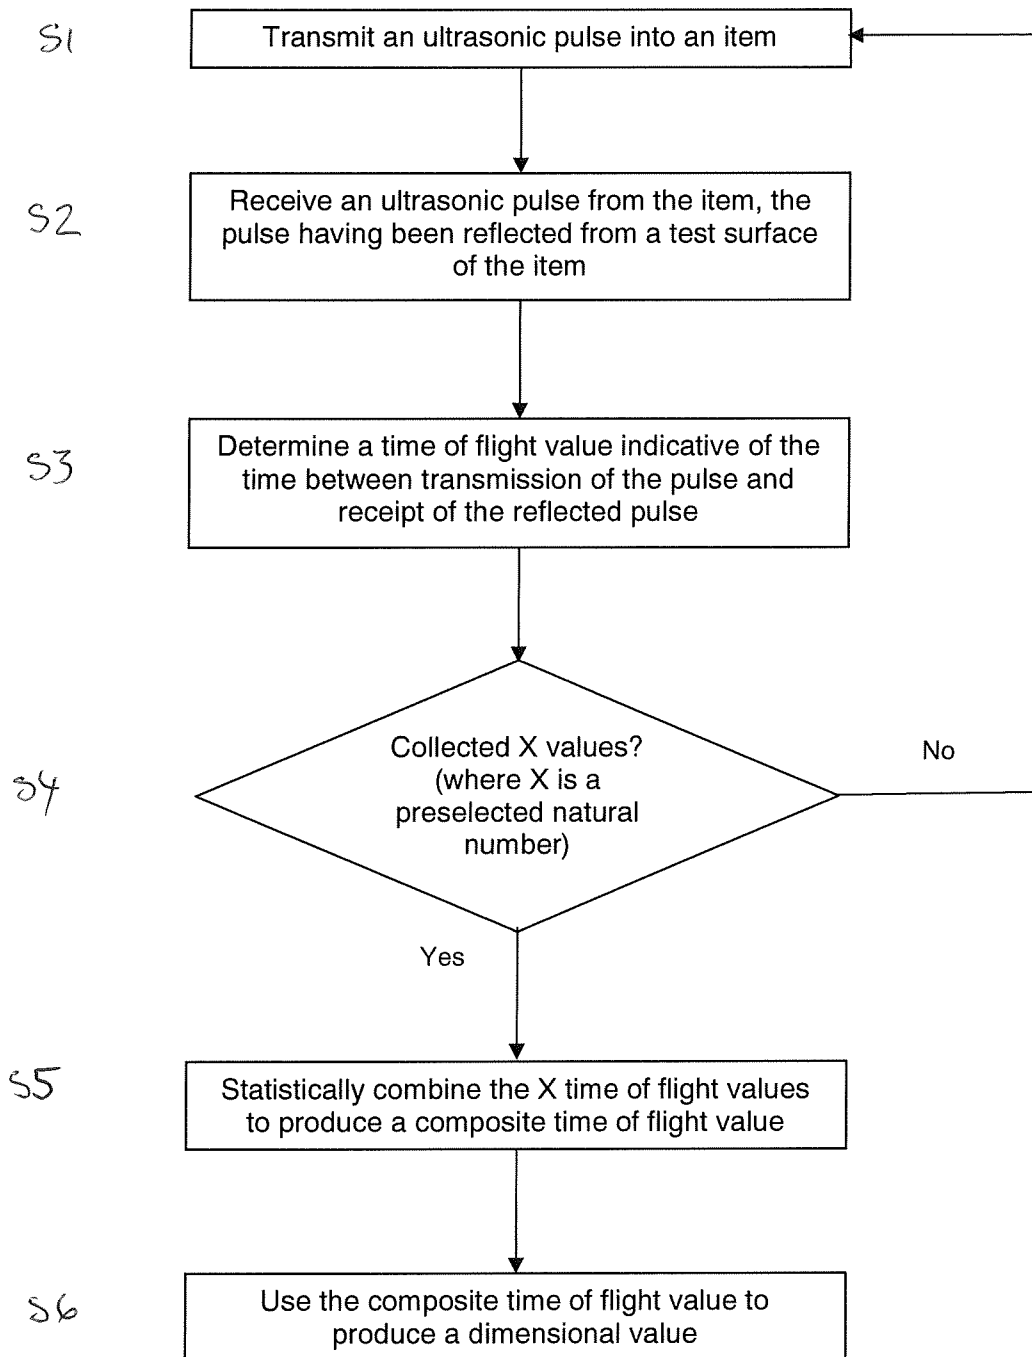 S1
Transmit an ultrasonic pulse into an item
S2
Receive an ultrasonic pulse from the item, the
pulse having been reflected from a test surface
of the item
S3
Determine a time of flight value indicative of the
time between transmission of the pulse and
receipt of the reflected pulse
S4
Collected X values?
(where X is a
preselected natural
number)
No
Yes
S5
Statistically combine the X time of flight values
to produce a composite time of flight value
S6
Use the composite time of flight value to
produce a dimensional value